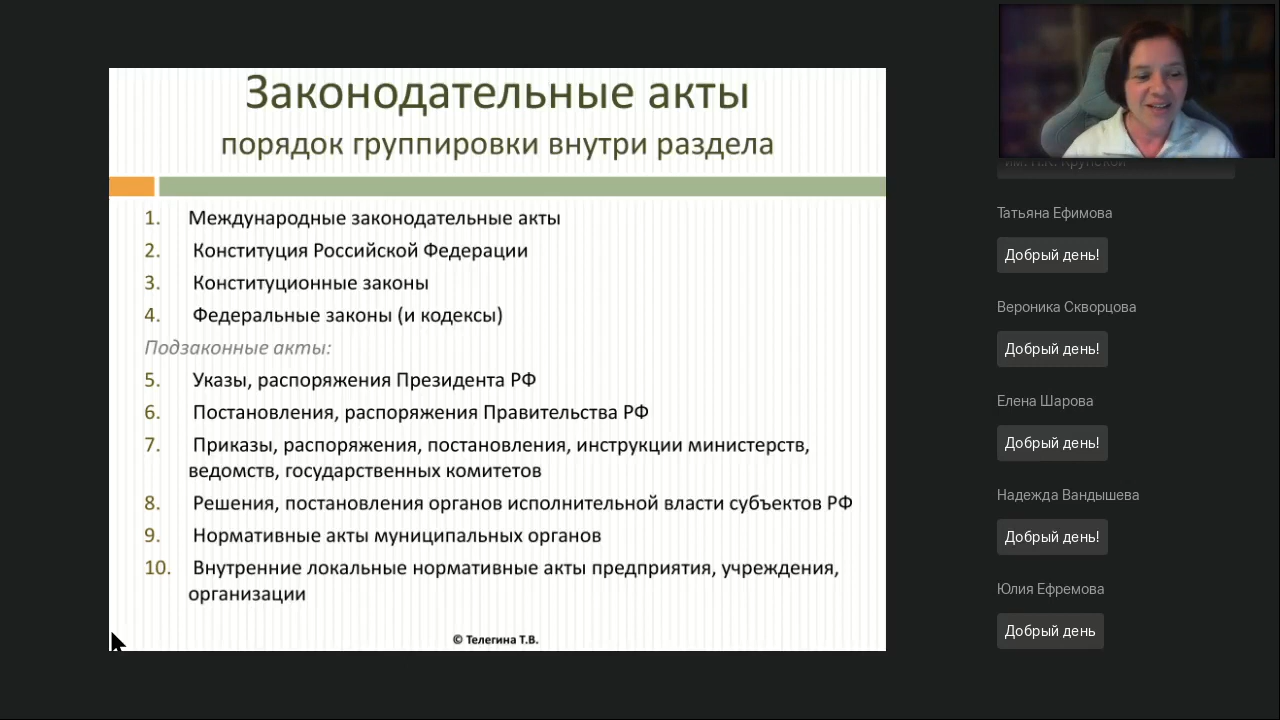 Законодательные акты
порядок группировки внутри раздела
1. Международные законодательные акты
2. Конституция Российской Федерации
3. Конституционные законы
4. Федеральные законы (и кодексы)
Подзаконные акты:
5. Указы, распоряжения Президента РФ
6. Постановления, распоряжения Правительства РФ
7. Приказы, распоряжения, постановления, инструкции министерств,
ведомств, государственных комитетов
8. Решения, постановления органов исполнительной власти субъектов РФ
9. Нормативные акты муниципальных органов
10. Внутренние локальные нормативные акты предприятия, учреждения,
организации
© Телегина Т.В.
им. Н.К. Крупской
Татьяна Ефимова
Добрый день!
Вероника Скворцова
Добрый день!
Елена Шарова
Добрый день!
Надежда Вандышева
Добрый день!
Юлия Ефремова
Добрый день